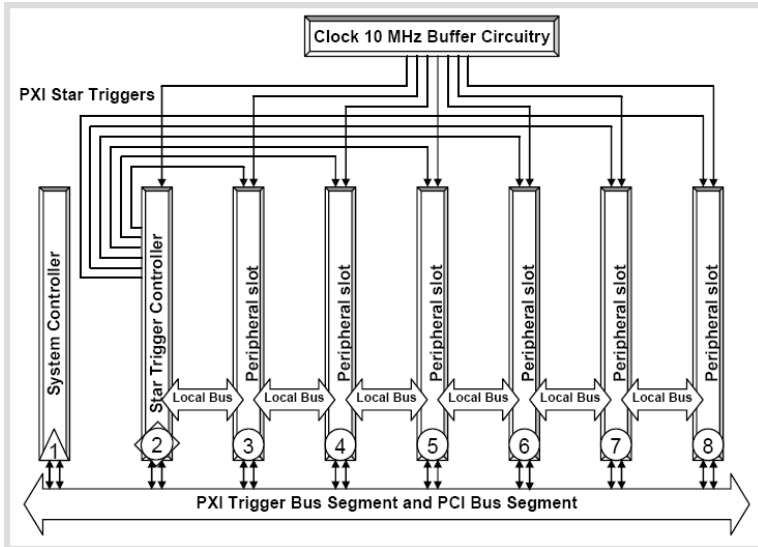 Clock 10 MHz Buffer Circuitry
PXI Star Triggers
System Controller
Star Trigger Controller
Peripheral slot
Peripheral slot
Peripheral slot
Peripheral slot
Peripheral slot
Peripheral slot
Local Bus
Local Bus
Local Bus
Local Bus
Local Bus
Local Bus
1
2
3
4
5
6
7
8
PXI Trigger Bus Segment and PCI Bus Segment